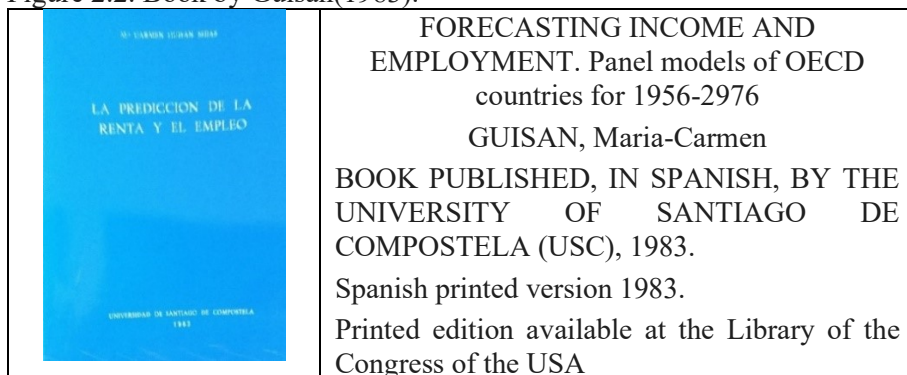 Figure 2.2. Book by Guisan(1983).
Mª CARMEN GUISAN SEIJAS
LA PREDICCION DE LA
RENTA Y EL EMPLEO
UNIVERSIDAD DE SANTIAGO DE COMPOSTELA
1983
FORECASTING INCOME AND
EMPLOYMENT. Panel models of OECD
countries for 1956-2976
GUISAN, Maria-Carmen
BOOK PUBLISHED, IN SPANISH, BY THE
UNIVERSITY OF SANTIAGO DE
COMPOSTELA (USC), 1983.
Spanish printed version 1983.
Printed edition available at the Library of the
Congress of the USA